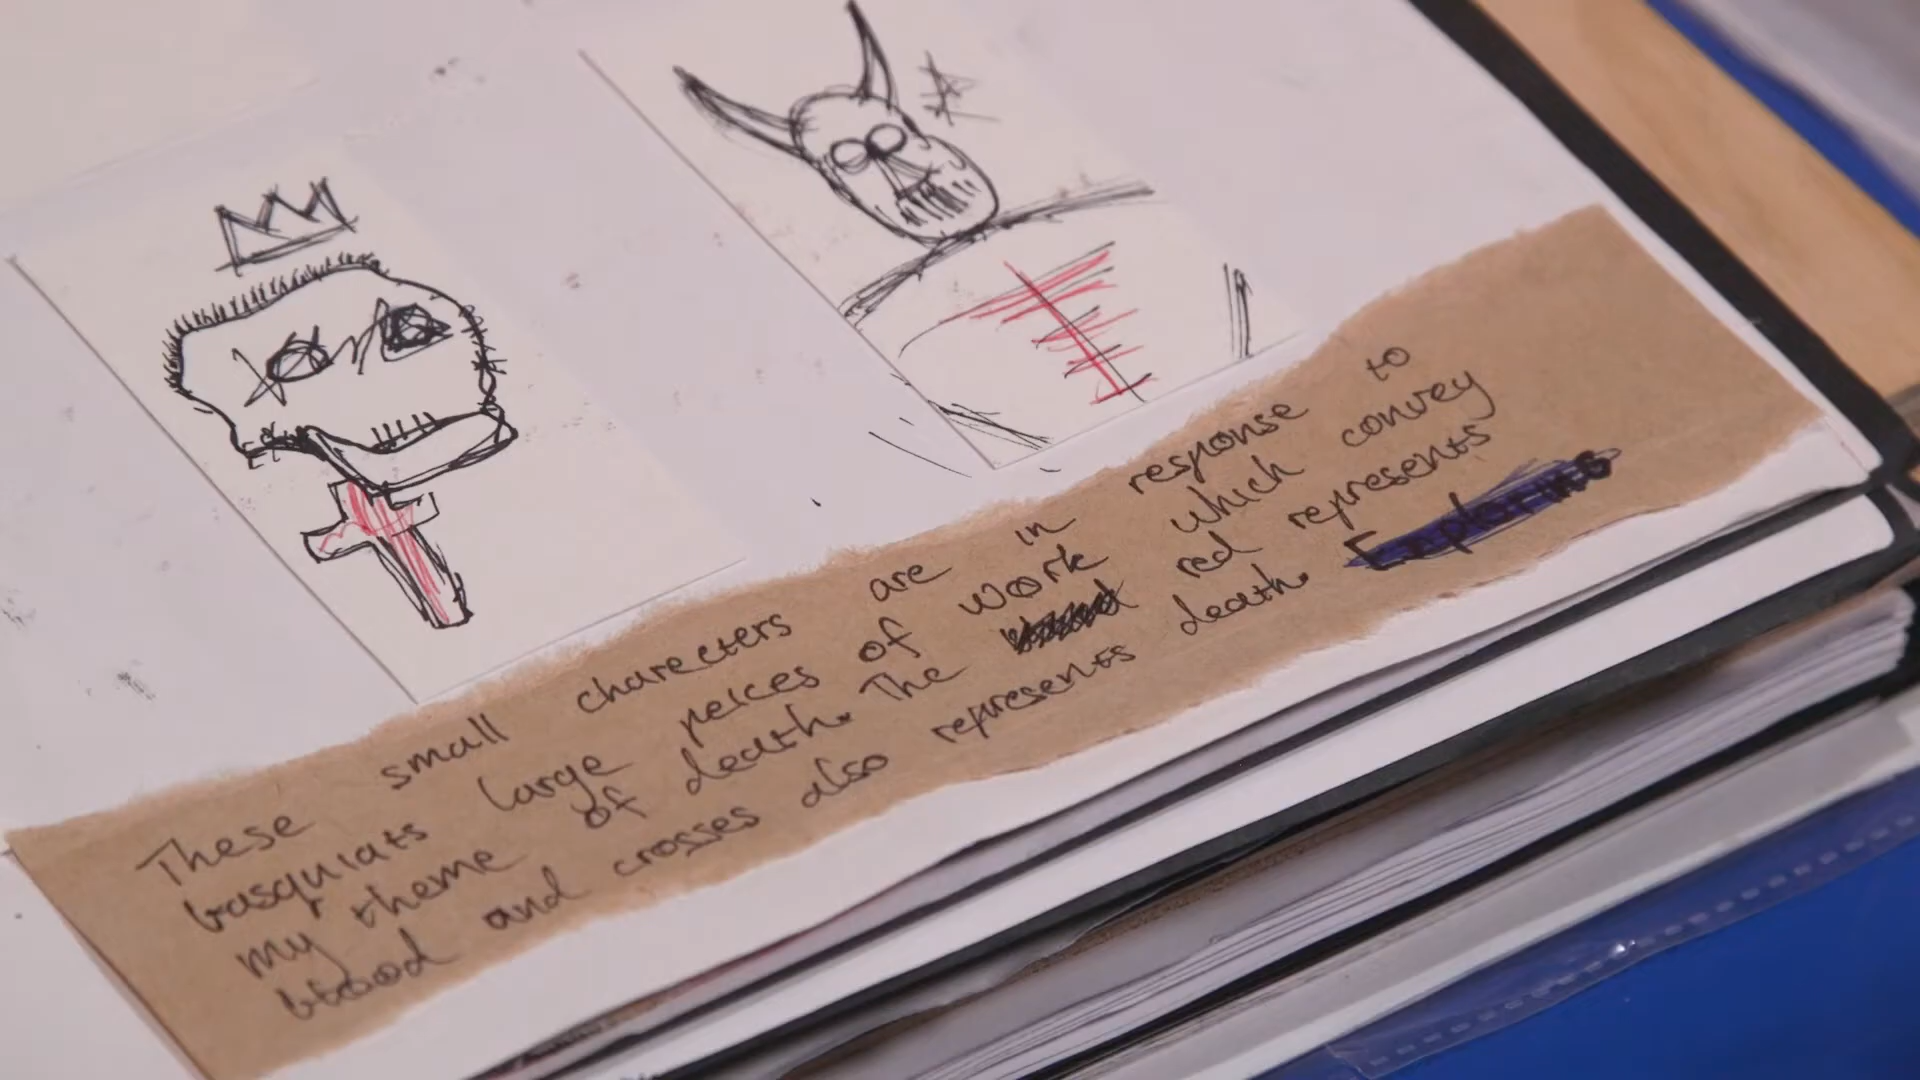 These small charecters are in response to
basquiats large peices of work which convey
my theme of death. The red represents
blood and crosses also represents death.